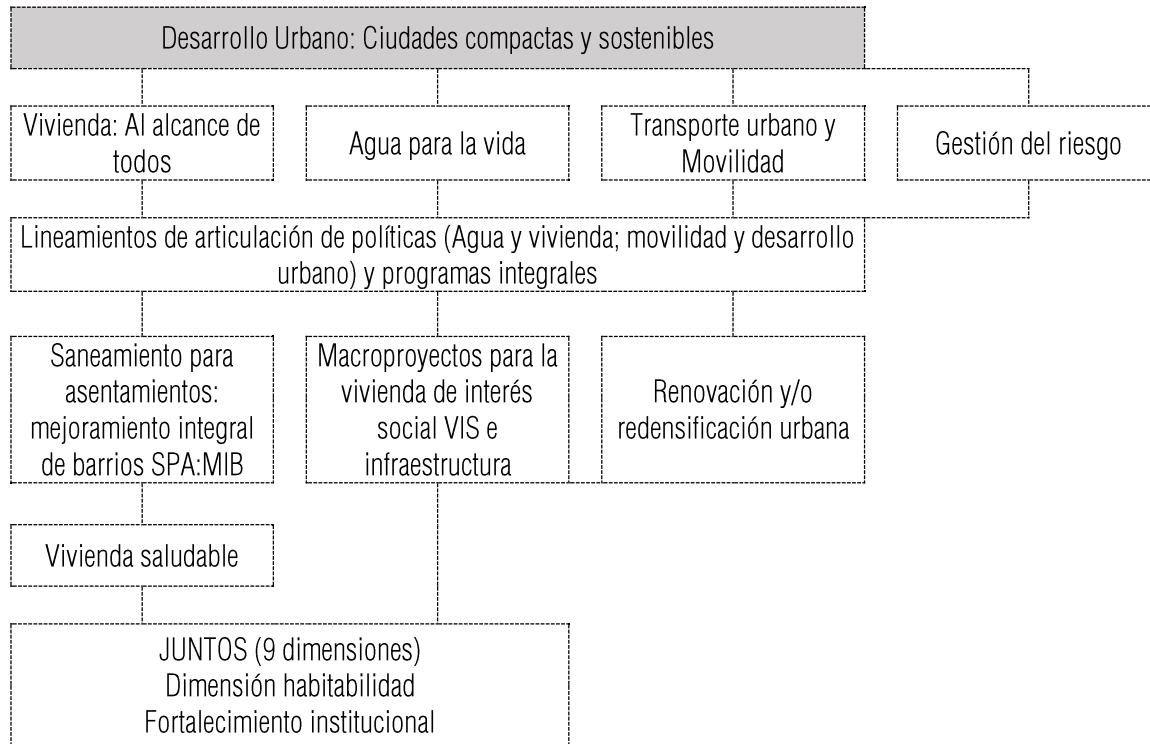 Desarrollo Urbano: Ciudades compactas y sostenibles
Vivienda: Al alcance de
todos
Agua para la vida
Transporte urbano y
Movilidad
Gestión del riesgo
Lineamientos de articulación de políticas (Agua y vivienda; movilidad y desarrollo
urbano) y programas integrales
Saneamiento para
asentamientos:
mejoramiento integral
de barrios SPA:MIB
Macroproyectos para la
vivienda de interés
social VIS e
infraestructura
Renovación y/o
redensificación urbana
Vivienda saludable
JUNTOS (9 dimensiones)
Dimensión habitabilidad
Fortalecimiento institucional